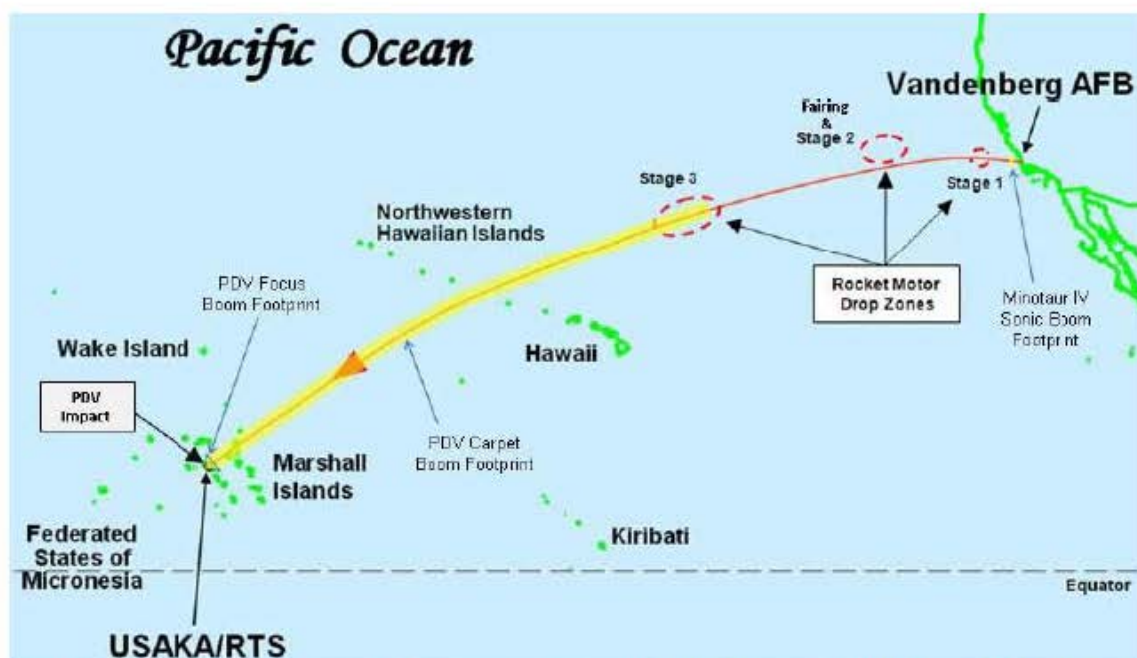 Pacific Ocean
Vandenberg AFB
Fairing
&
Stage 2
Stage 1
Stage 3
Northwestern
Hawaiian Islands
PDV Focus
Boom Footprint
Rocket Motor
Drop Zones
Minotaur IV
Sonic Boom
Footprint
Wake Island
Hawaii
PDV
Impact
PDV Carpet
Boom Footprint
Marshall
Islands
Federated
States of
Micronesia
Kiribati
Equator
USAKA/RTS